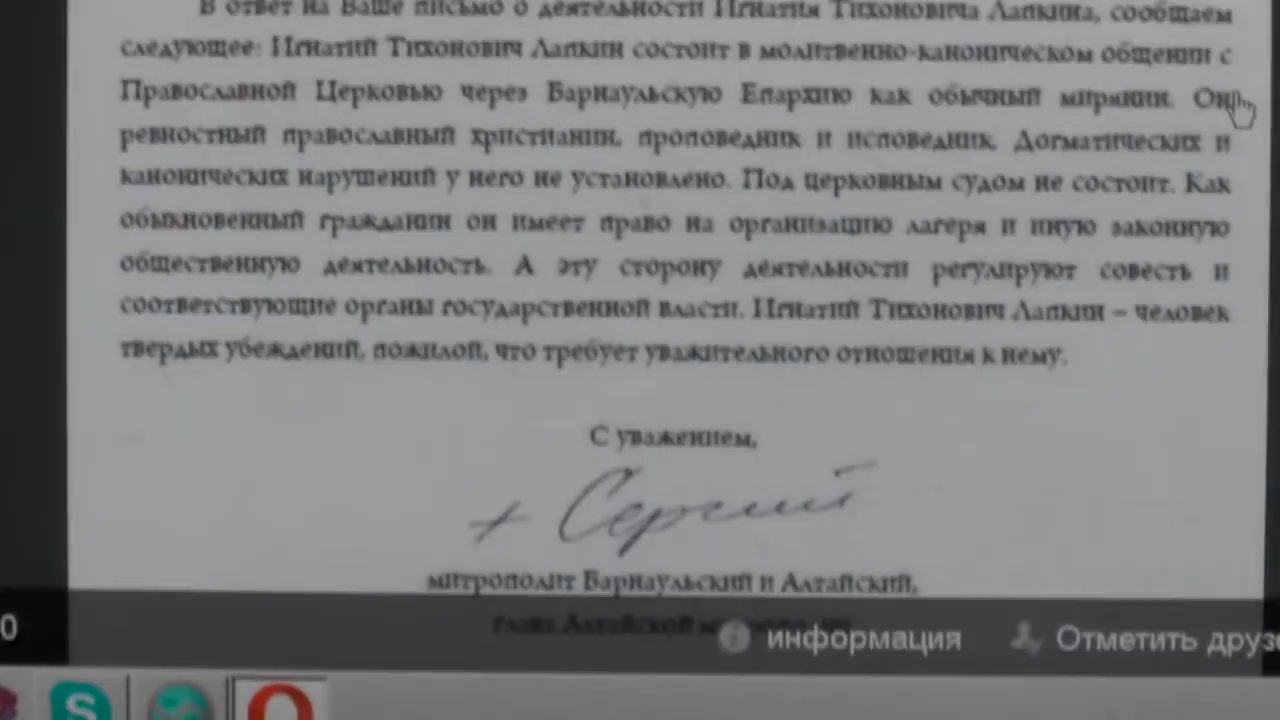 В ответ на Ваше письмо о деятельности Игнатия Тихоновича Лапкина, сообщаем
следующее: Игнатий Тихонович Лапкин состоит в молитвенно-каноническом общении с
Православной Церковью через Барнаульскую Епархию как обычный мирянин. Он
ревностный православный христианин, проповедник и исповедник. Догматических и
канонических нарушений у него не установлено. Под церковным судом не состоит. Как
обыкновенный гражданин он имеет право на организацию лагеря и иную законную
общественную деятельность. А эту сторону деятельности регулируют совесть и
соответствующие органы государственной власти. Игнатий Тихонович Лапкин – человек
твердых убеждений, пожилой, что требует уважительного отношения к нему.
С уважением,
+ Сергий
митрополит Барнаульский и Алтайский,
глава Алтайской митрополии
0
информация
Отметить друзе